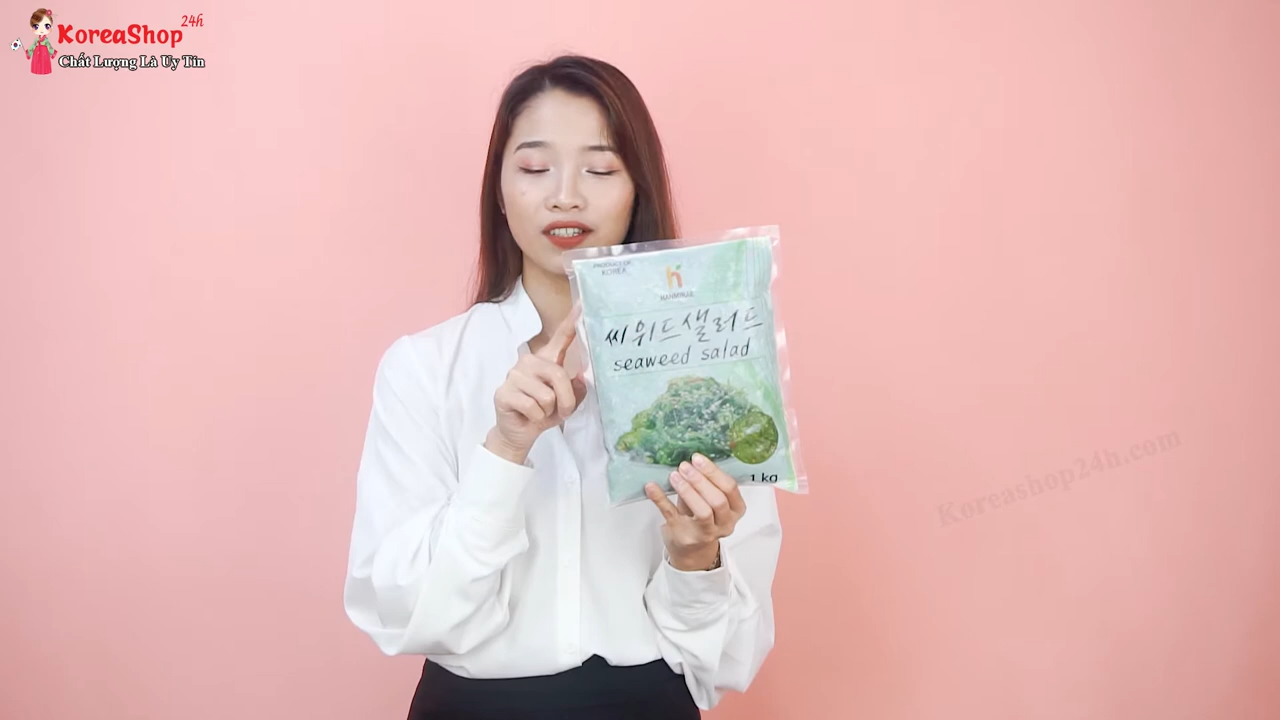 24h
KoreaShop
Chất Lượng Là Uy Tín
PRODUCT OF
KOREA
씨위드샐러드
seaweed salad
1 kg
Koreashop24h.com